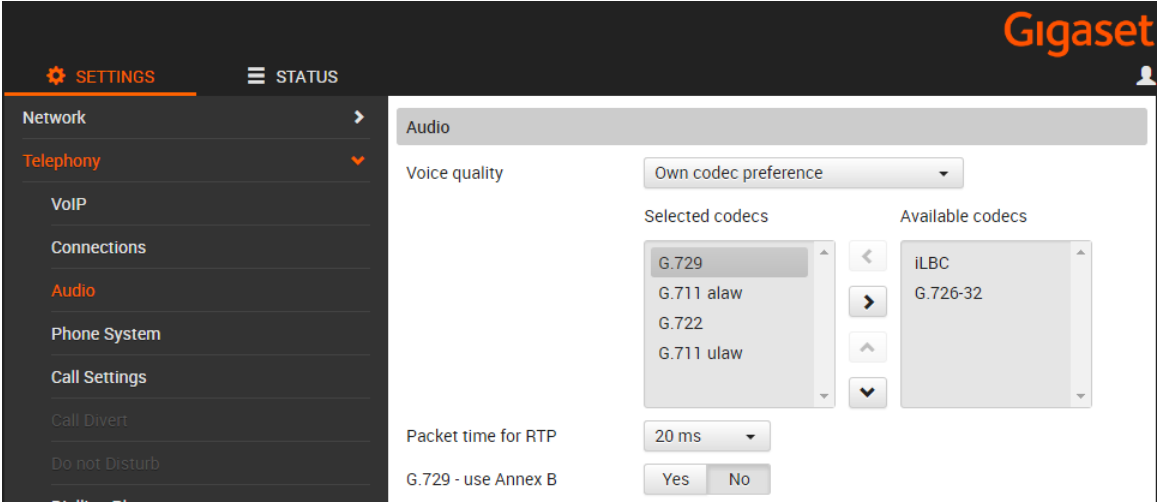 Gigaset
SETTINGS
STATUS
Network
Telephony
VoIP
Connections
Audio
Phone System
Call Settings
Call Divert
Do not Disturb
Audio
Voice quality
Own codec preference
Selected codecs
Available codecs
G.729
G.711 alaw
G.722
G.711 ulaw
iLBC
G.726-32
Packet time for RTP
20 ms
G.729 - use Annex B
Yes
No